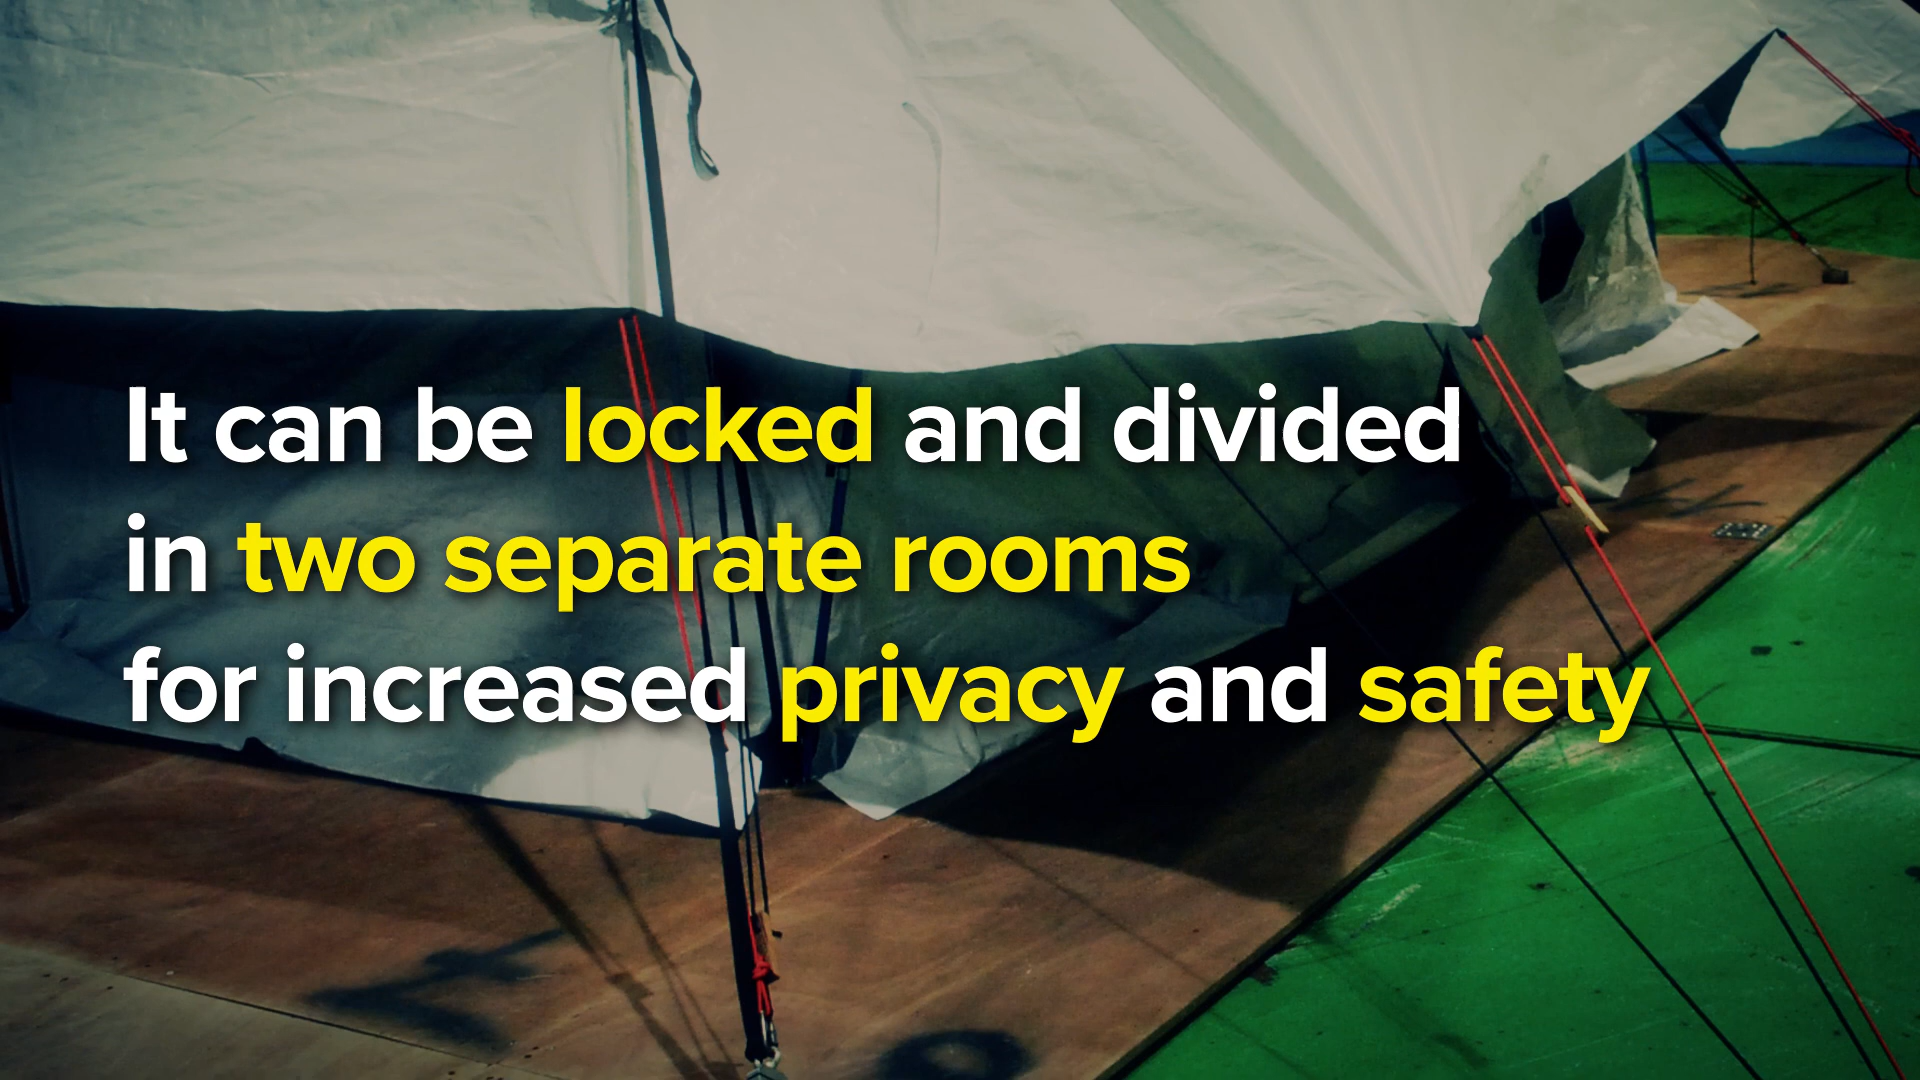 It can be locked and divided
in two separate rooms
for increased privacy and safety